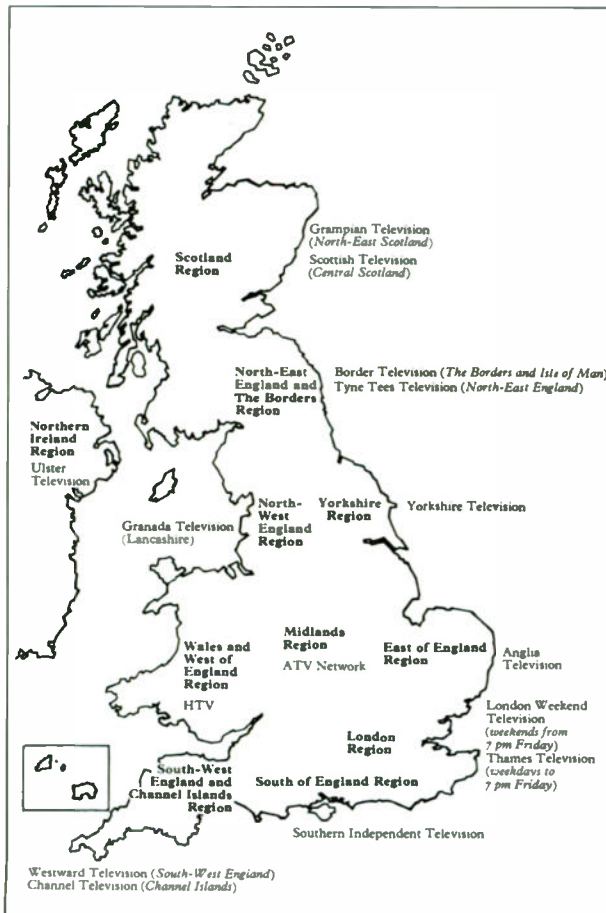 Grampian Television
(North-East Scotland)
Scottish Television
(Central Scotland)
Scotland
Region
North-East
England and
The Borders
Region
Border Television (The Borders and Isle of Man)
Tyne Tees Television (North-East England)
Northern
Ireland
Region
Ulster
Television
Granada Television
(Lancashire)
North-
West
England
Region
Yorkshire
Region
Yorkshire Television
Wales and
West of
England
Region
HTV
Midlands
Region
ATV Network
East of England
Region
Anglia
Television
London Weekend
Television
(weekends from
7 pm Friday)
Thames Television
(weekdays to
7 pm Friday)
London
Region
South-West
England and
Channel Islands
Region
South of England Region
Southern Independent Television
Westward Television (South-West England)
Channel Television (Channel Islands)